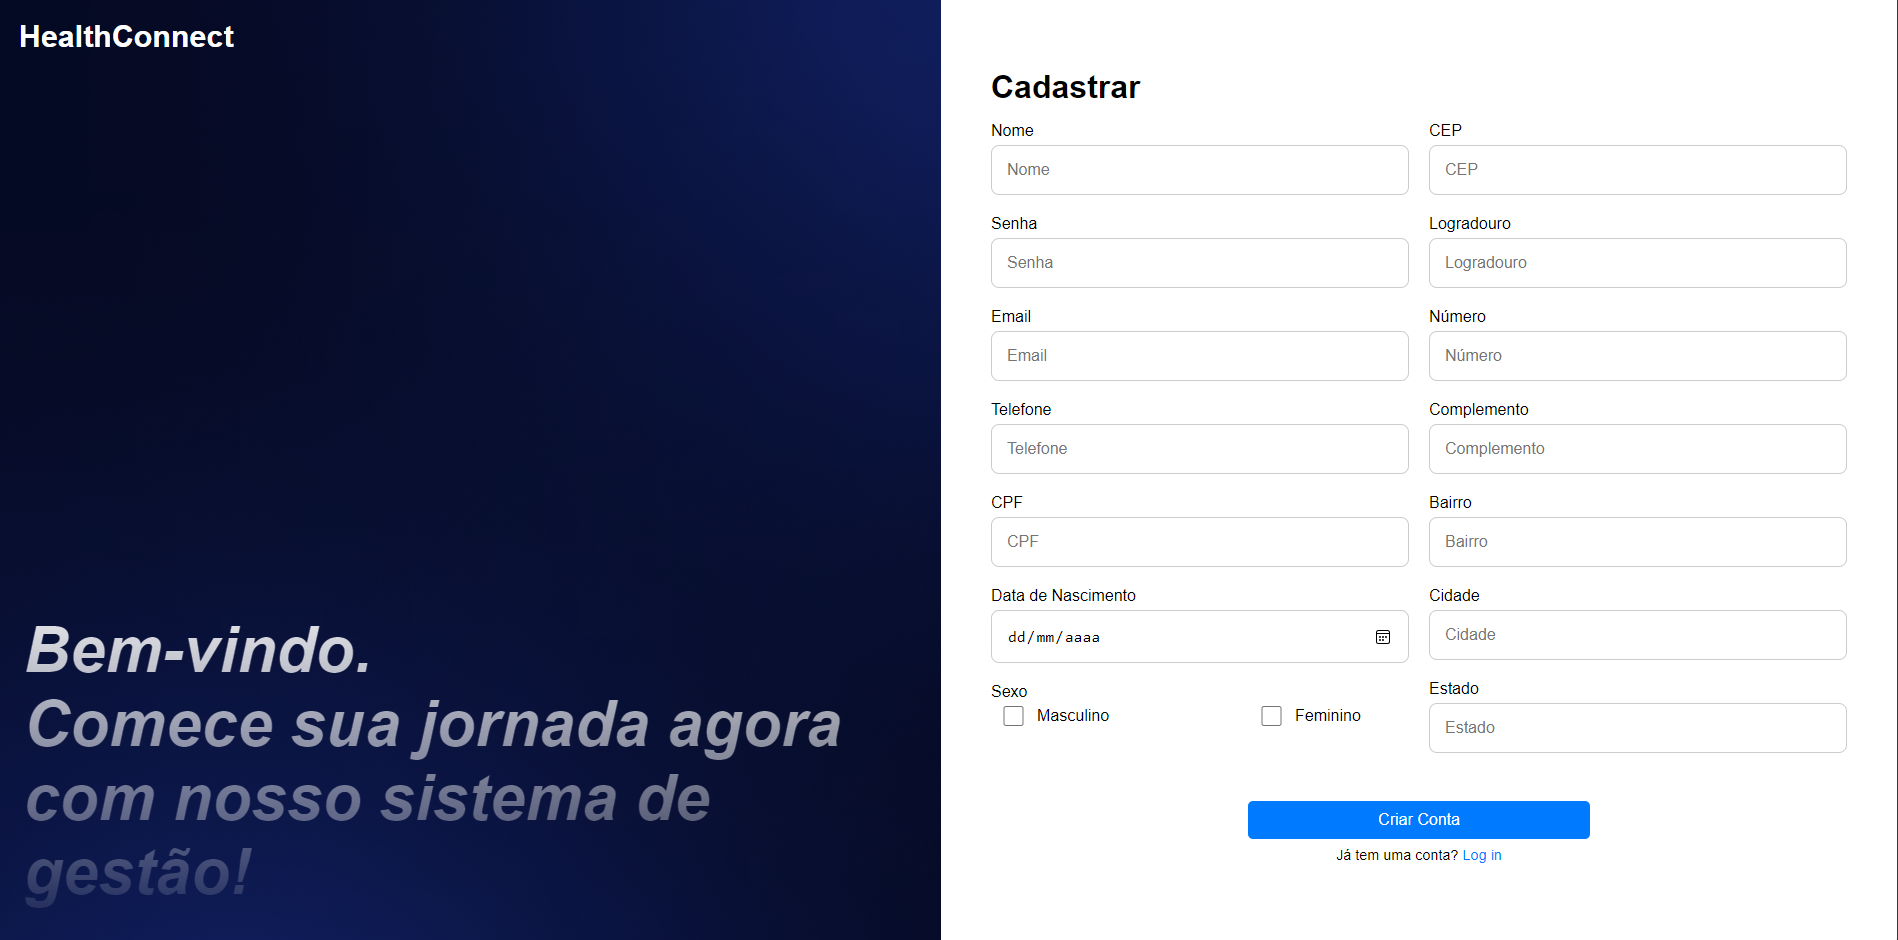 HealthConnect
Bem-vindo.
Comece sua jornada agora
com nosso sistema de
gestão!
Cadastrar
Nome
Nome
Senha
Senha
Email
Email
Telefone
Telefone
CPF
CPF
Data de Nascimento
dd/mm/aaaa
Sexo
Masculino
Feminino
CEP
CEP
Logradouro
Logradouro
Número
Número
Complemento
Complemento
Bairro
Bairro
Cidade
Cidade
Estado
Estado
Criar Conta
Já tem uma conta? Log in